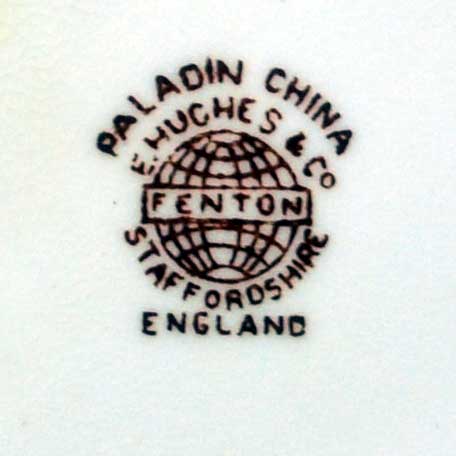 PALADIN CHINA
E. HUGHES & Co
FENTON
STAFFORDSHIRE
ENGLAND